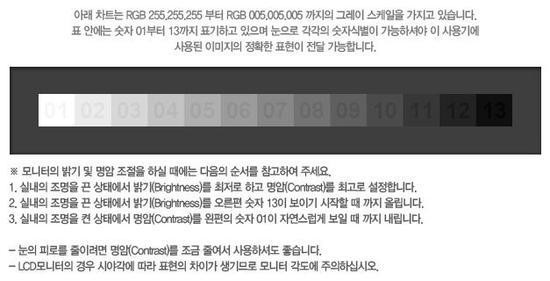 아래 차트는 RGB 255,255,255 부터 RGB 005,005,005 까지의 그레이 스케일을 가지고 있습니다.
표 안에는 숫자 01부터 13까지 표기하고 있으며 눈으로 각각의 숫자식별이 가능하셔야 이 사용기에
사용된 이미지의 정확한 표현이 전달 가능합니다.
01 02 03 04 05 06 07 08 09 10 11 12 13
※ 모니터의 밝기 및 명암 조절을 하실 때에는 다음의 순서를 참고하여 주세요.
1. 실내의 조명을 끈 상태에서 밝기(Brightness)를 최저로 하고 명암(Contrast)를 최고로 설정합니다.
2. 실내의 조명을 끈 상태에서 밝기(Brightness)를 오른편 숫자 13이 보이기 시작할 때 까지 올립니다.
3. 실내의 조명을 켠 상태에서 명암(Contrast)를 왼편의 숫자 01이 자연스럽게 보일 때 까지 내립니다.
– 눈의 피로를 줄이려면 명암(Contrast)를 조금 줄여서 사용하셔도 좋습니다.
– LCD모니터의 경우 시야각에 따라 표현의 차이가 생기므로 모니터 각도에 주의하십시오.